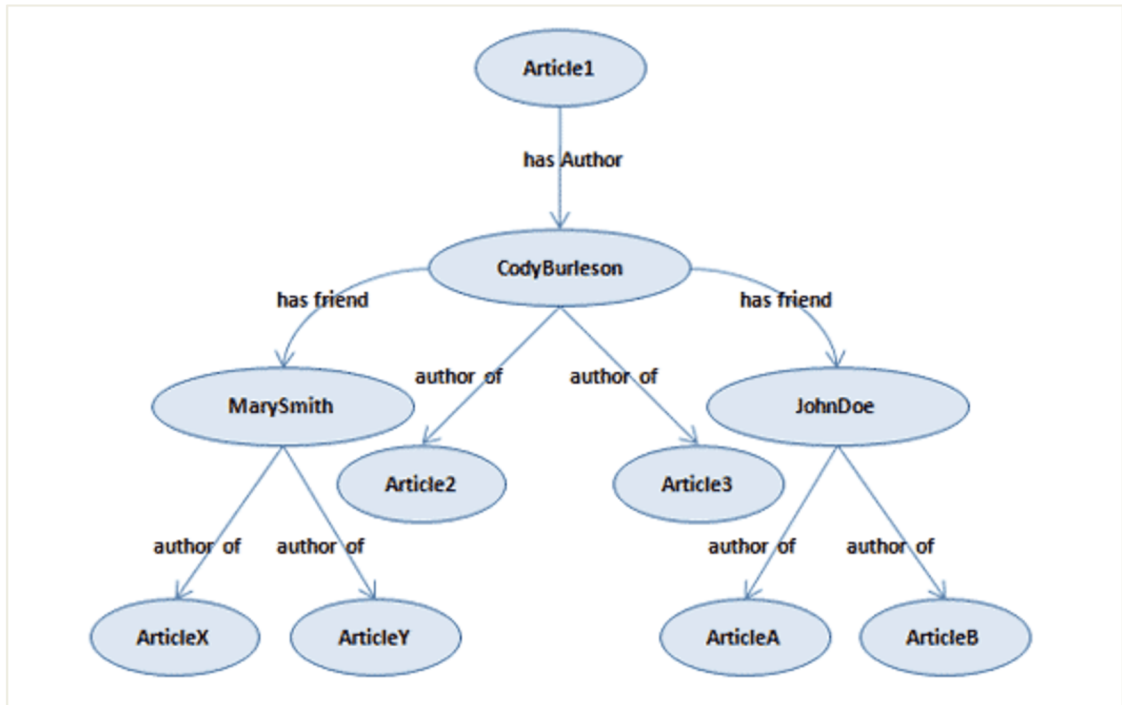 Article1
has Author
CodyBurleson
has friend
has friend
author of
author of
MarySmith
JohnDoe
Article2
Article3
author of
author of
author of
author of
ArticleX
ArticleY
ArticleA
ArticleB